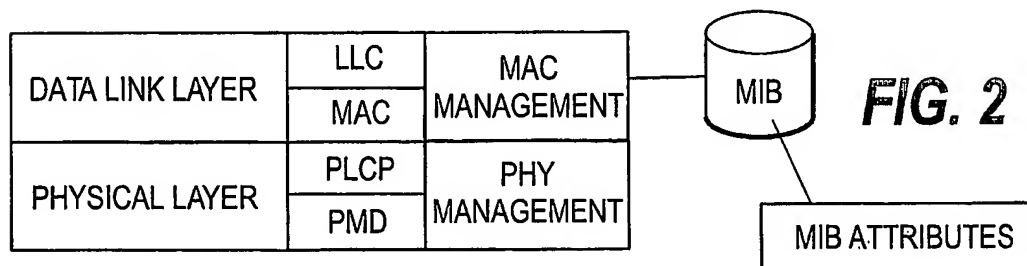 DATA LINK LAYER
LLC
MAC
MAC
MANAGEMENT
MIB
FIG. 2
PHYSICAL LAYER
PLCP
PMD
PHY
MANAGEMENT
MIB ATTRIBUTES